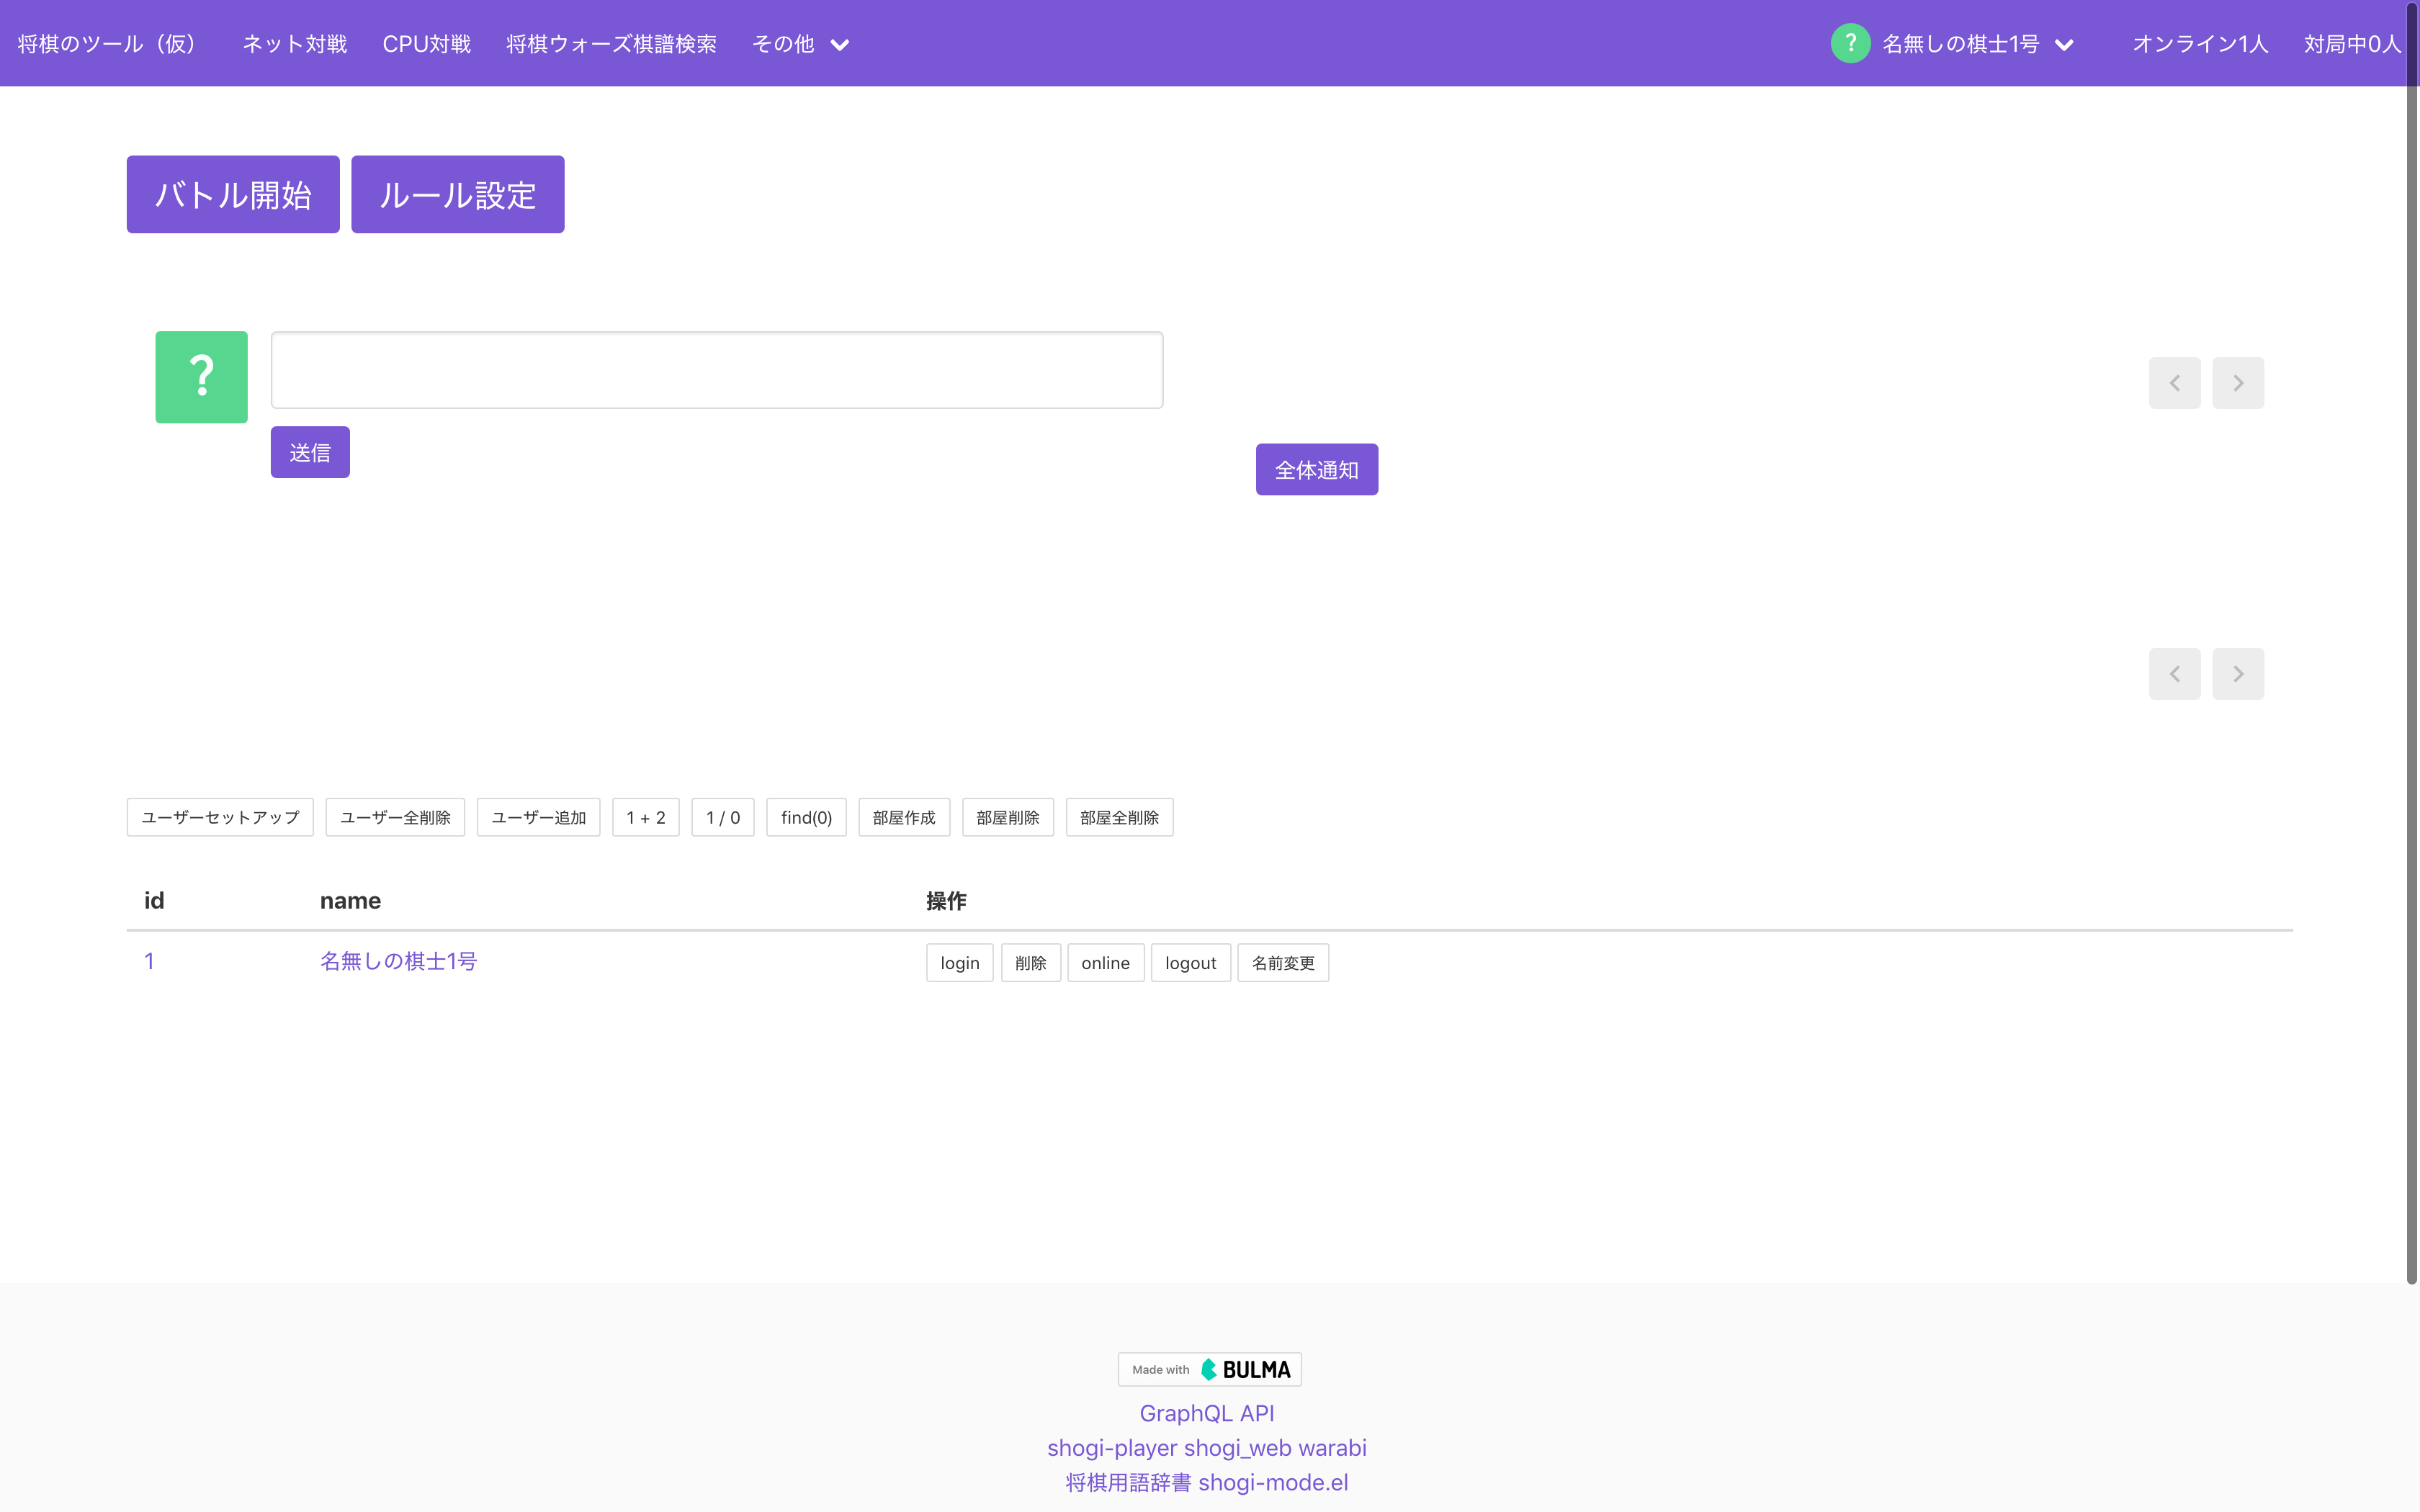 将棋のツール（仮） ネット対戦 CPU対戦 将棋ウォーズ棋譜検索 その他 ? 名無しの棋士1号 オンライン1人 対局中0人
バトル開始 ルール設定
?
送信
全体通知
ユーザーセットアップ ユーザー全削除 ユーザー追加 1 + 2 1 / 0 find(0) 部屋作成 部屋削除 部屋全削除
id name 操作
1 名無しの棋士1号 login 削除 online logout 名前変更
Made with BULMA
GraphQL API
shogi-player shogi_web warabi
将棋用語辞書 shogi-mode.el